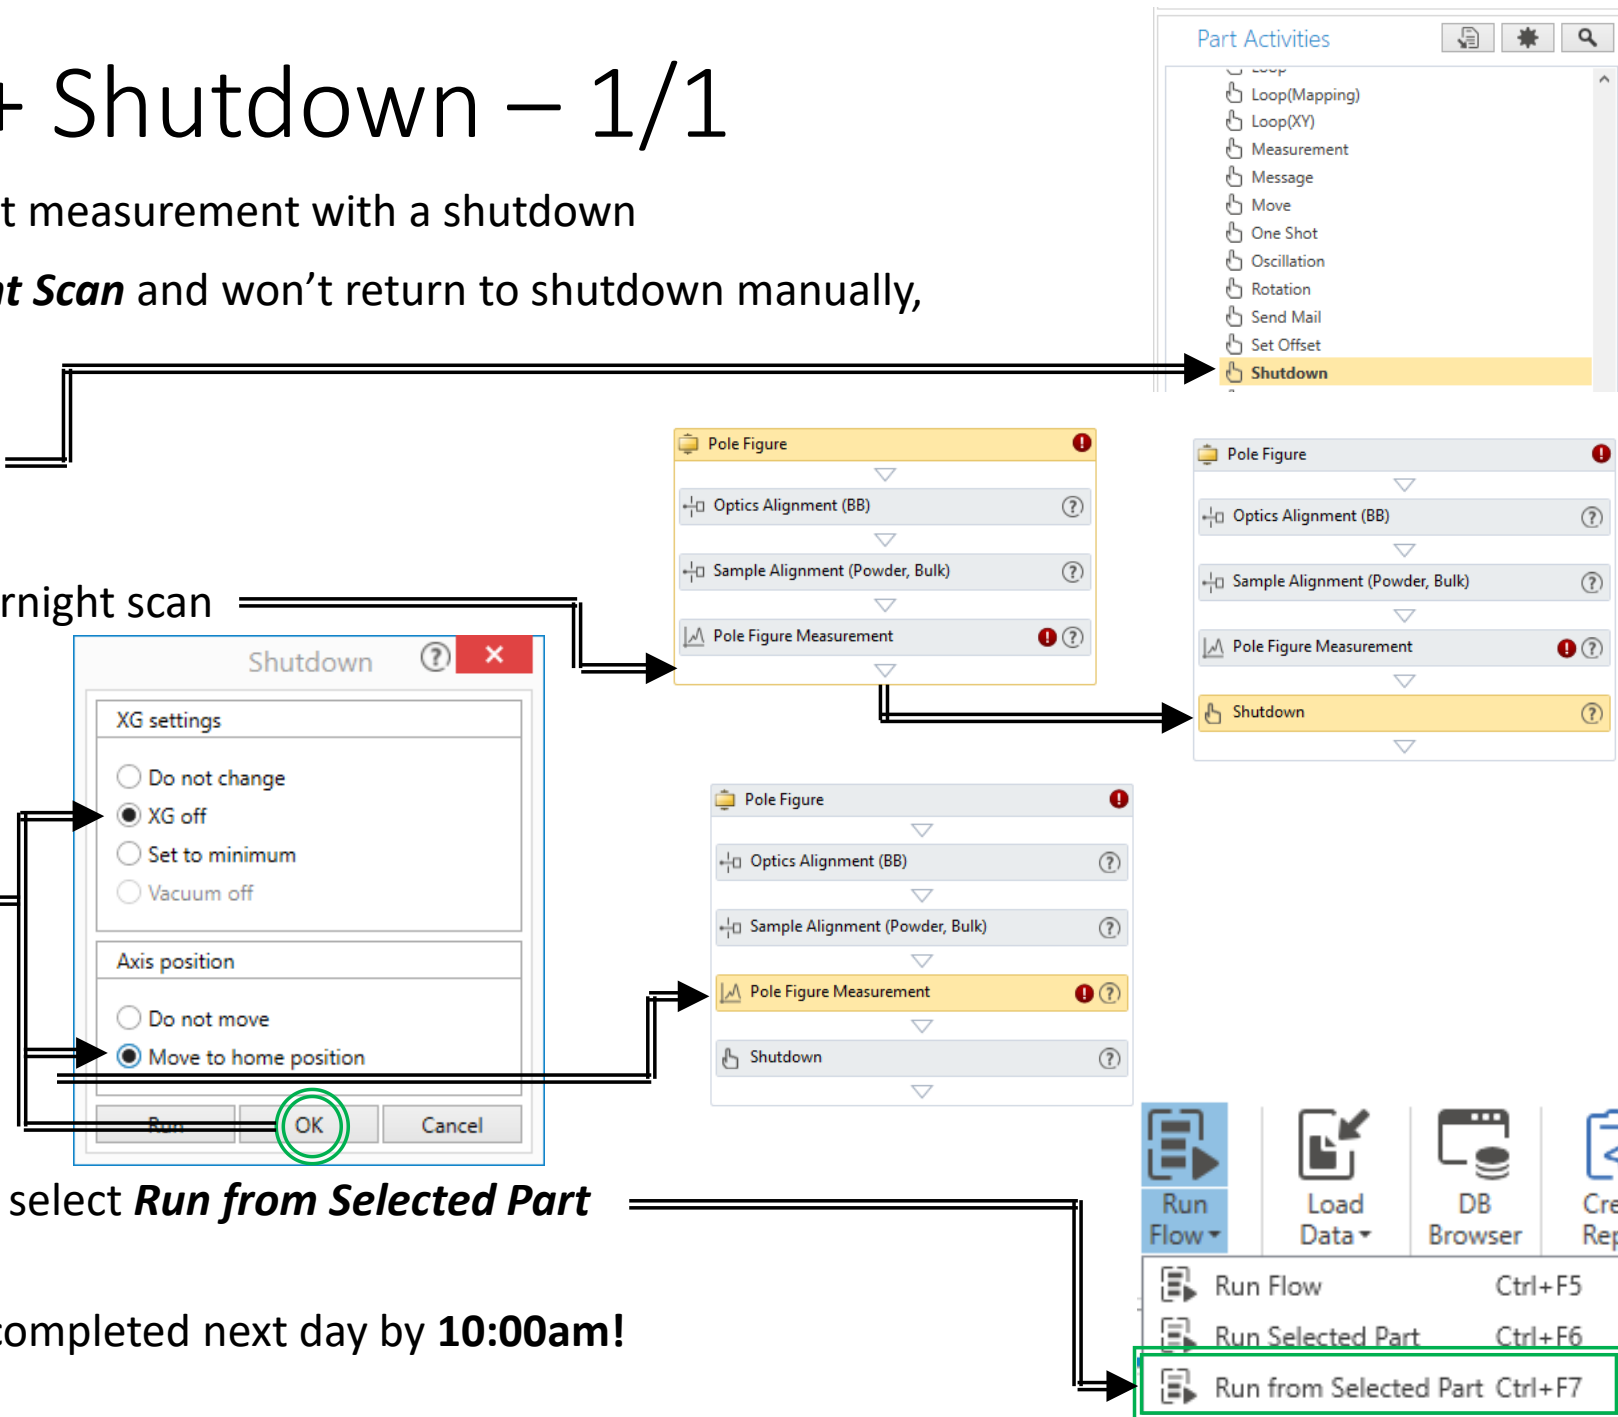 + Shutdown – 1/1
t measurement with a shutdown
nt Scan and won't return to shutdown manually,
Part Activities
Loop
Loop(Mapping)
Loop(XY)
Measurement
Message
Move
One Shot
Oscillation
Rotation
Send Mail
Set Offset
Shutdown
Pole Figure
Optics Alignment (BB)
Sample Alignment (Powder, Bulk)
Pole Figure Measurement
Pole Figure
Optics Alignment (BB)
Sample Alignment (Powder, Bulk)
Pole Figure Measurement
Shutdown
rnight scan
Shutdown
XG settings
Do not change
XG off
Set to minimum
Vacuum off
Axis position
Do not move
Move to home position
Run OK Cancel
Pole Figure
Optics Alignment (BB)
Sample Alignment (Powder, Bulk)
Pole Figure Measurement
Shutdown
select Run from Selected Part
completed next day by 10:00am!
Run Flow
Load Data
DB Browser
Cre
Rep
Run Flow Ctrl+F5
Run Selected Part Ctrl+F6
Run from Selected Part Ctrl+F7